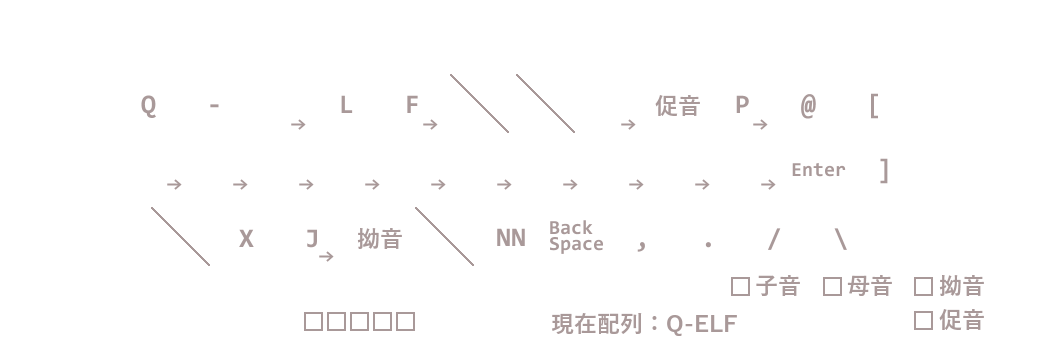 Q - → L F → → 促音 P → @ [
→ → → → → → → → → → Enter ]
X J → 拗音 NN Back Space , . / \
□子音 □母音 □拗音
□□□□□ 現在配列：Q-ELF □促音